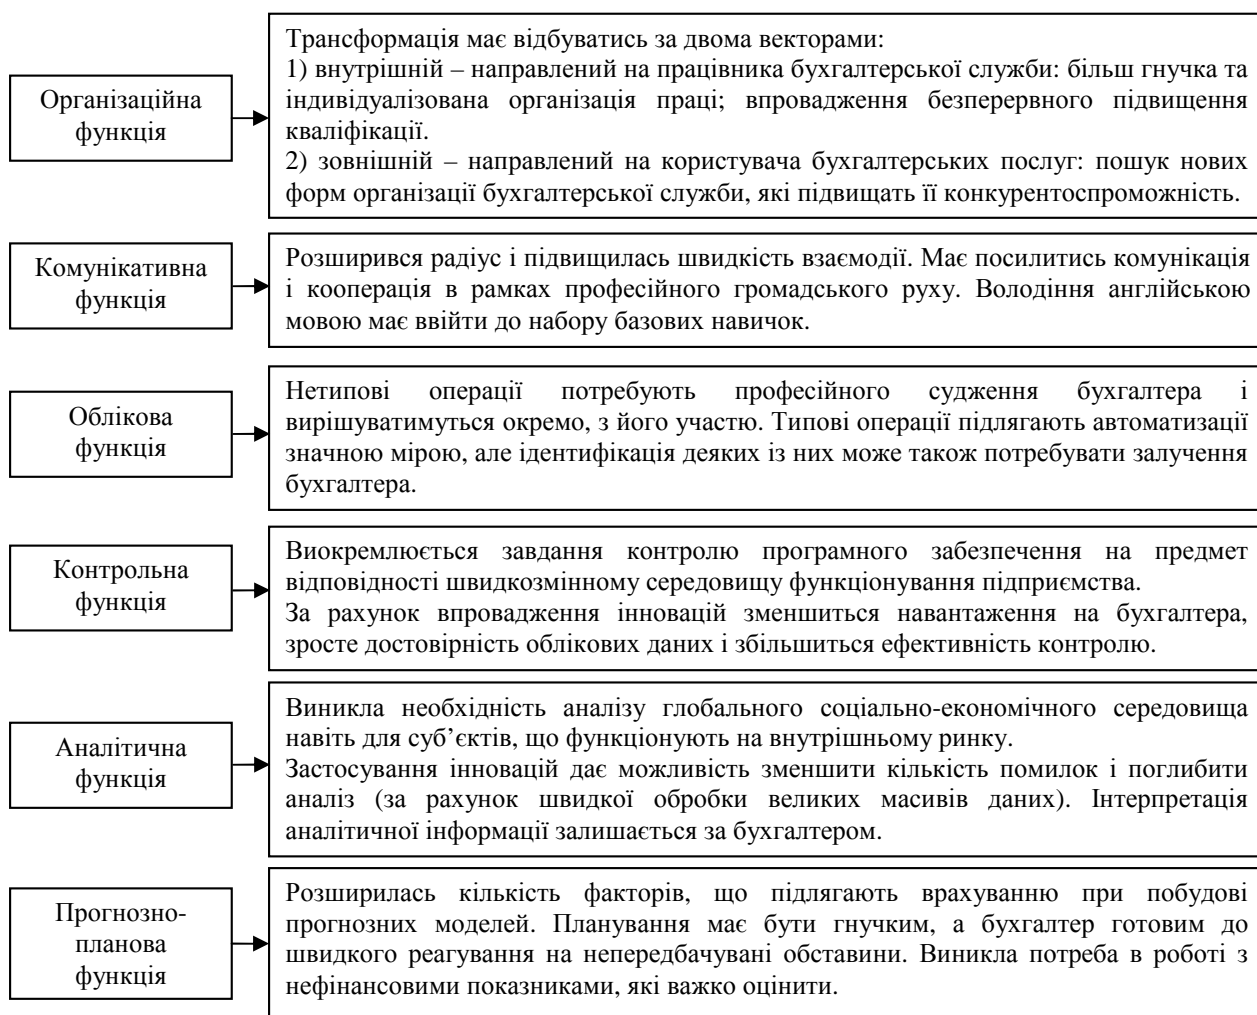 Організаційна
функція
Трансформація має відбуватись за двома векторами:
1) внутрішній – направлений на працівника бухгалтерської служби: більш гнучка та
індивідуалізована організація праці; впровадження безперервного підвищення
кваліфікації.
2) зовнішній – направлений на користувача бухгалтерських послуг: пошук нових
форм організації бухгалтерської служби, які підвищать її конкурентоспроможність.
Комунікативна
функція
Розширився радіус і підвищилась швидкість взаємодії. Має посилитись комунікація
і кооперація в рамках професійного громадського руху. Володіння англійською
мовою має ввійти до набору базових навичок.
Облікова
функція
Нетипові операції потребують професійного судження бухгалтера і
вирішуватимуться окремо, з його участю. Типові операції підлягають автоматизації
значною мірою, але ідентифікація деяких із них може також потребувати залучення
бухгалтера.
Контрольна
функція
Виокремлюється завдання контролю програмного забезпечення на предмет
відповідності швидкозмінному середовищу функціонування підприємства.
За рахунок впровадження інновацій зменшиться навантаження на бухгалтера,
зросте достовірність облікових даних і збільшиться ефективність контролю.
Аналітична
функція
Виникла необхідність аналізу глобального соціально-економічного середовища
навіть для суб’єктів, що функціонують на внутрішньому ринку.
Застосування інновацій дає можливість зменшити кількість помилок і поглибити
аналіз (за рахунок швидкої обробки великих масивів даних). Інтерпретація
аналітичної інформації залишається за бухгалтером.
Прогнозно-
планова
функція
Розширилась кількість факторів, що підлягають врахуванню при побудові
прогнозних моделей. Планування має бути гнучким, а бухгалтер готовим до
швидкого реагування на непередбачувані обставини. Виникла потреба в роботі з
нефінансовими показниками, які важко оцінити.